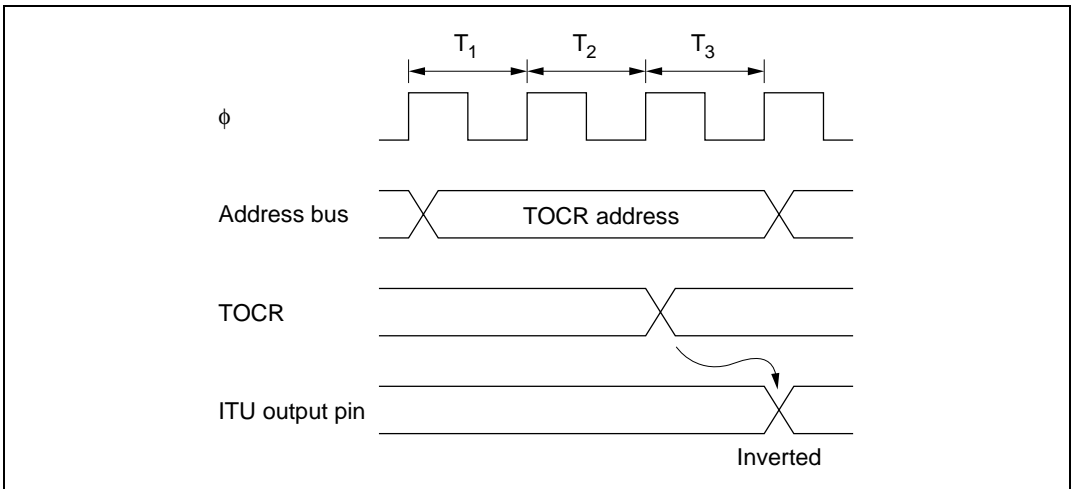 T1 T2 T3
ϕ
Address bus TOCR address
TOCR
ITU output pin
Inverted